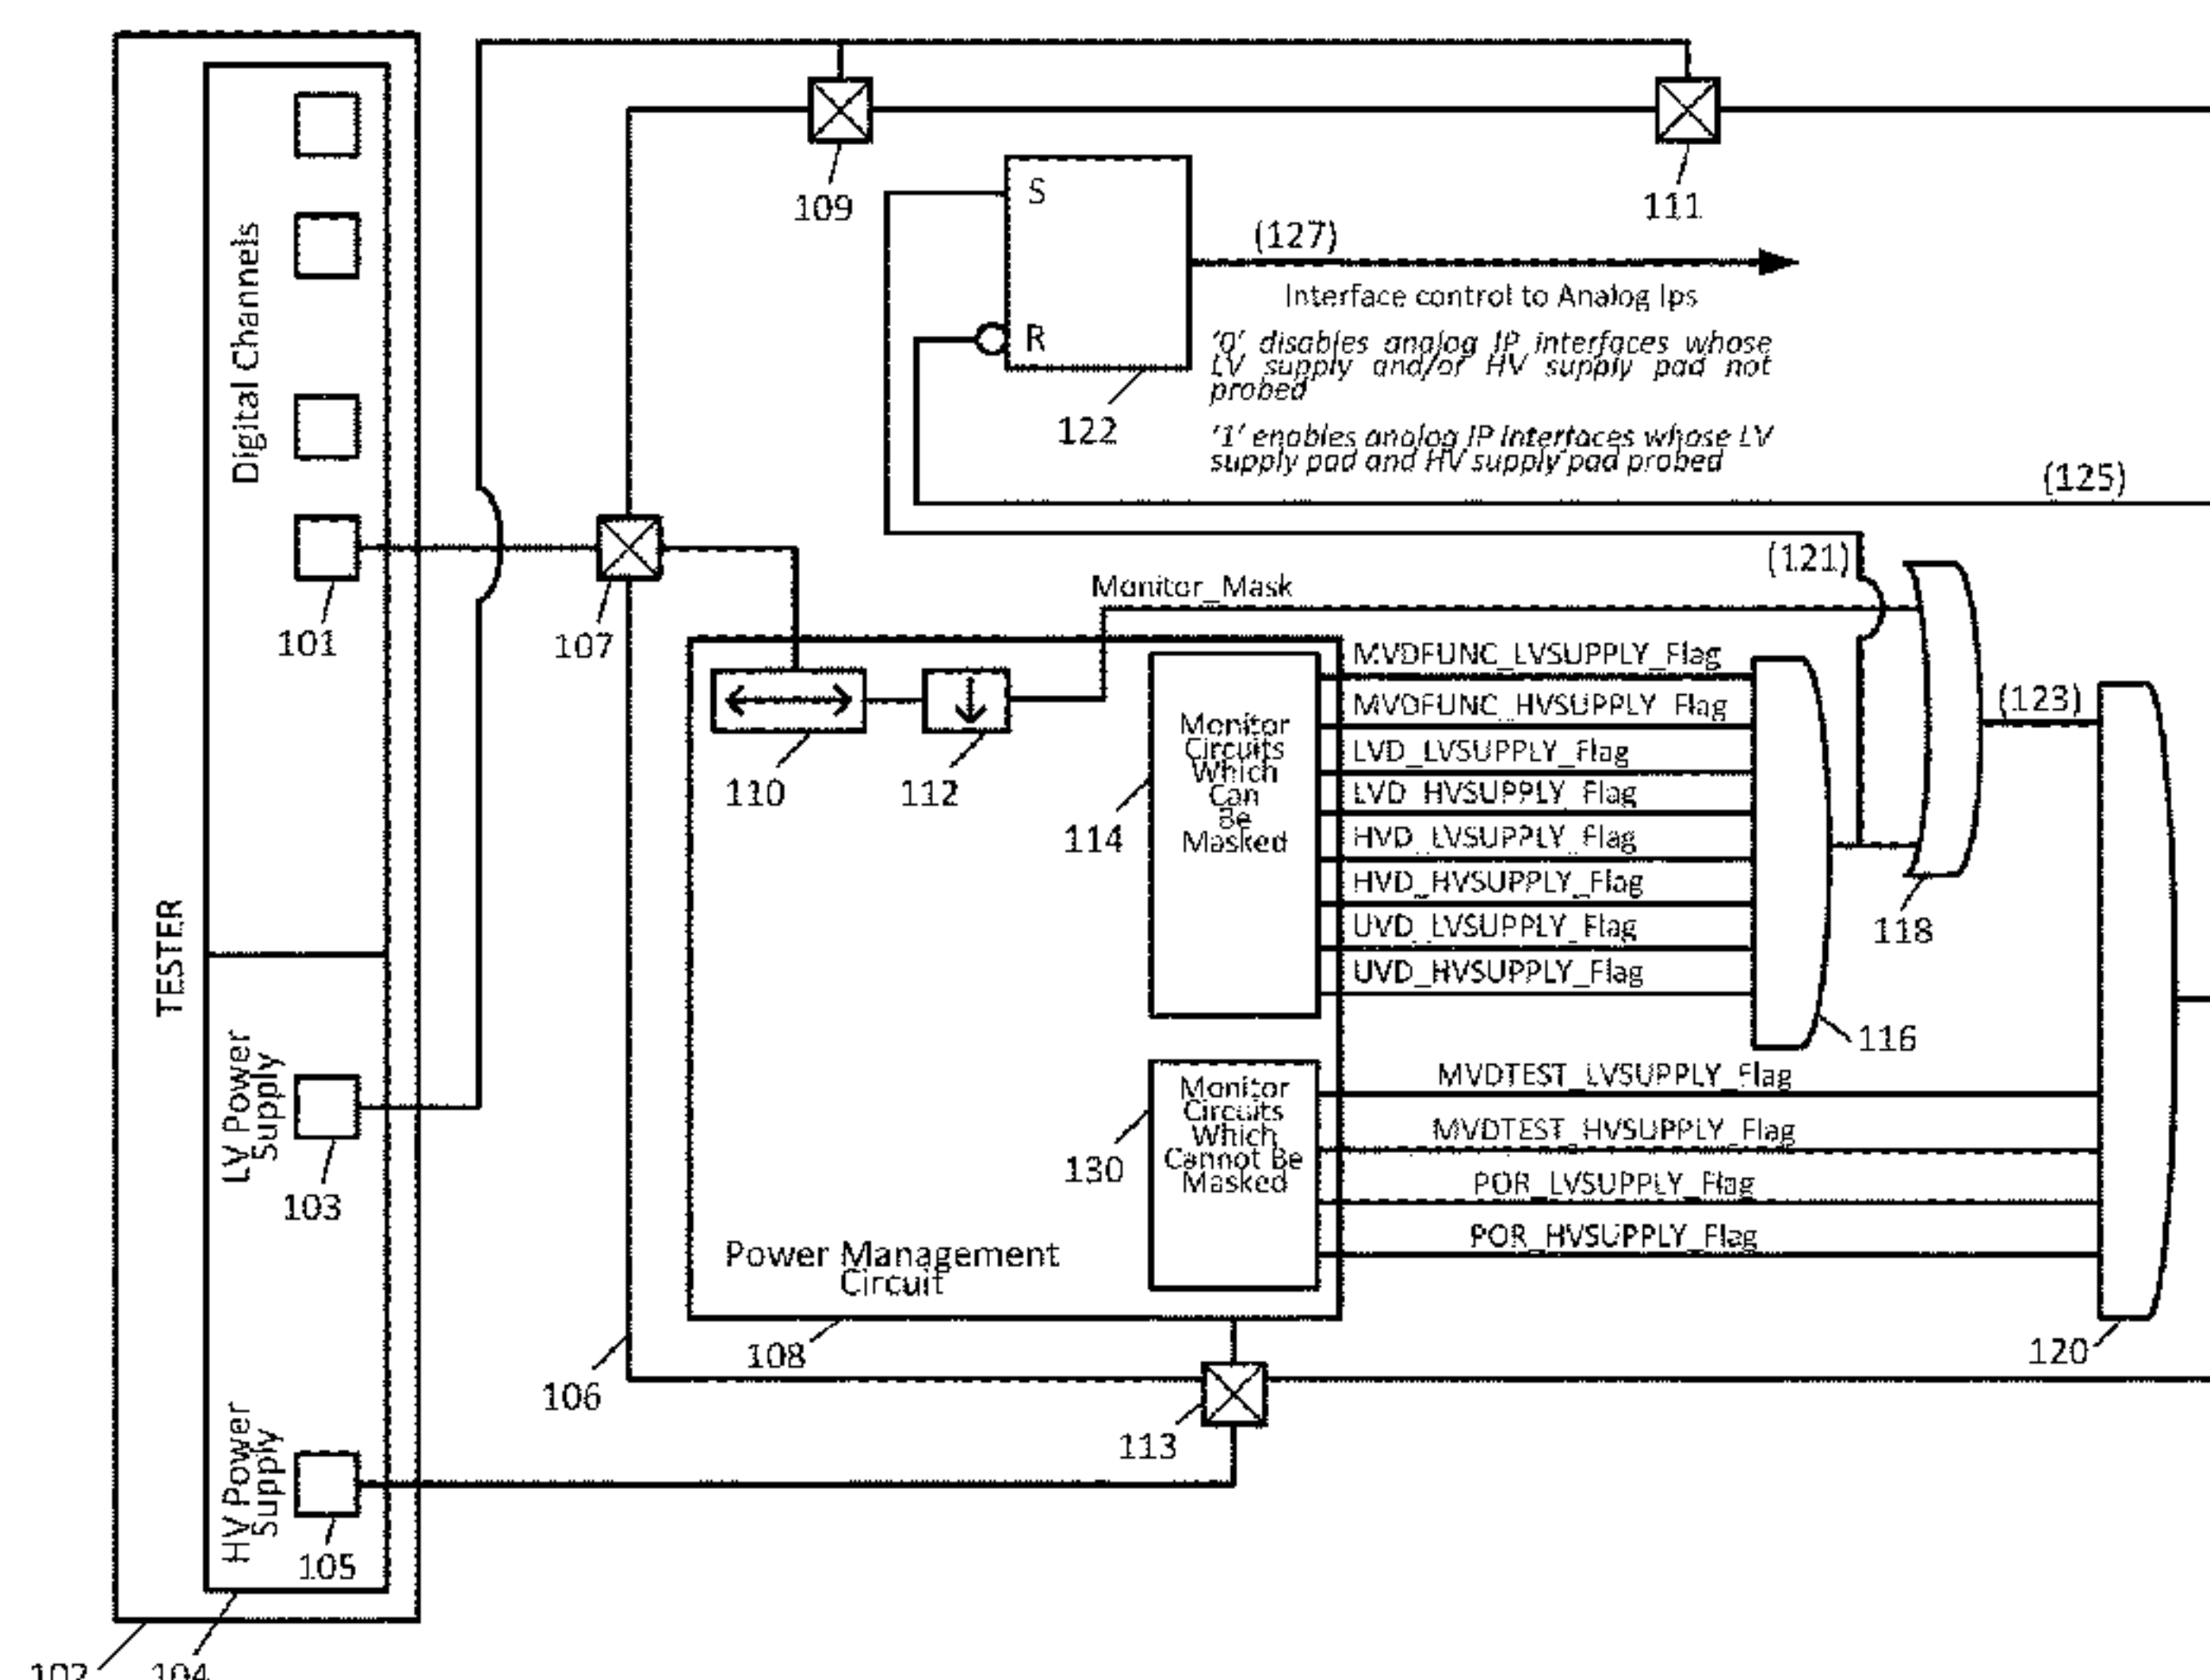 TESTER
Digital Channels
101
LV Power
Supply
103
HV Power
Supply
105
102
104
109
111
S
R
122
(127)
Interface control to Analog Ips
'0' disables analog IP interfaces whose
LV supply and/or HV supply pad not
probed
'1' enables analog IP interfaces whose LV
supply pad and HV supply pad probed
(125)
(121)
107
Monitor_Mask
110
112
Monitor
Circuits
Which
Can
Be
Masked
114
MVDFUNC_LVSUPPLY_Flag
MVDFUNC_HVSUPPLY_Flag
LVD_LVSUPPLY_Flag
LVD_HVSUPPLY_Flag
HVD_LVSUPPLY_Flag
HVD_HVSUPPLY_Flag
UVD_LVSUPPLY_Flag
UVD_HVSUPPLY_Flag
116
118
(123)
Monitor
Circuits
Which
Cannot Be
Masked
130
MVDTEST_LVSUPPLY_Flag
MVDTEST_HVSUPPLY_Flag
POR_LVSUPPLY_Flag
POR_HVSUPPLY_Flag
120
Power Management
Circuit
108
106
113